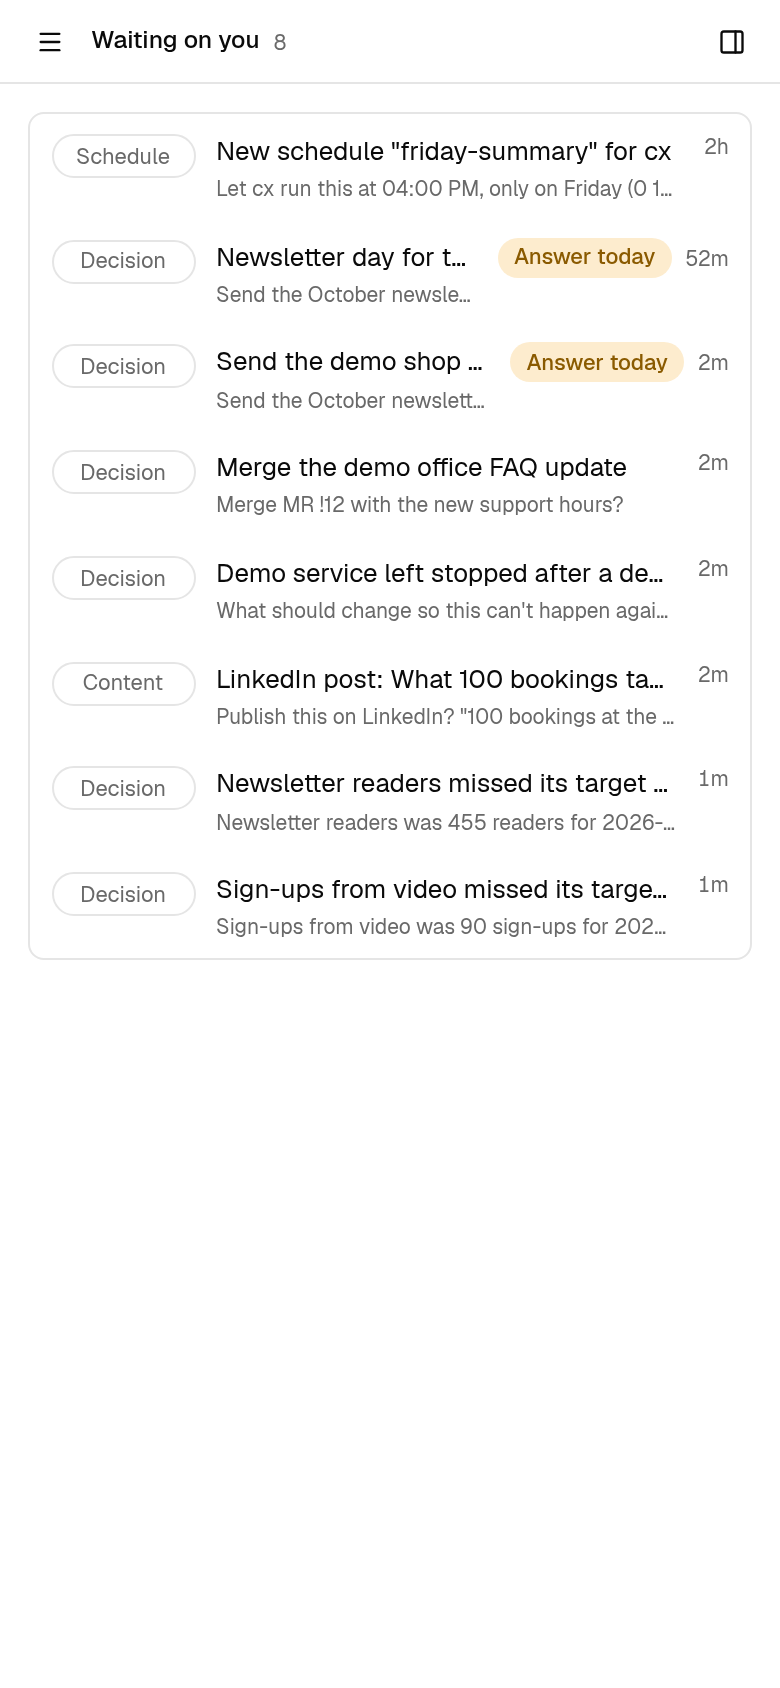 Waiting on you 8
Schedule New schedule "friday-summary" for cx 2h
Let cx run this at 04:00 PM, only on Friday (0 1...
Decision Newsletter day for t... Answer today 52m
Send the October newsle...
Decision Send the demo shop ... Answer today 2m
Send the October newslett...
Decision Merge the demo office FAQ update 2m
Merge MR !12 with the new support hours?
Decision Demo service left stopped after a de... 2m
What should change so this can't happen agai...
Content LinkedIn post: What 100 bookings ta... 2m
Publish this on LinkedIn? "100 bookings at the ...
Decision Newsletter readers missed its target ... 1m
Newsletter readers was 455 readers for 2026-...
Decision Sign-ups from video missed its targe... 1m
Sign-ups from video was 90 sign-ups for 202...